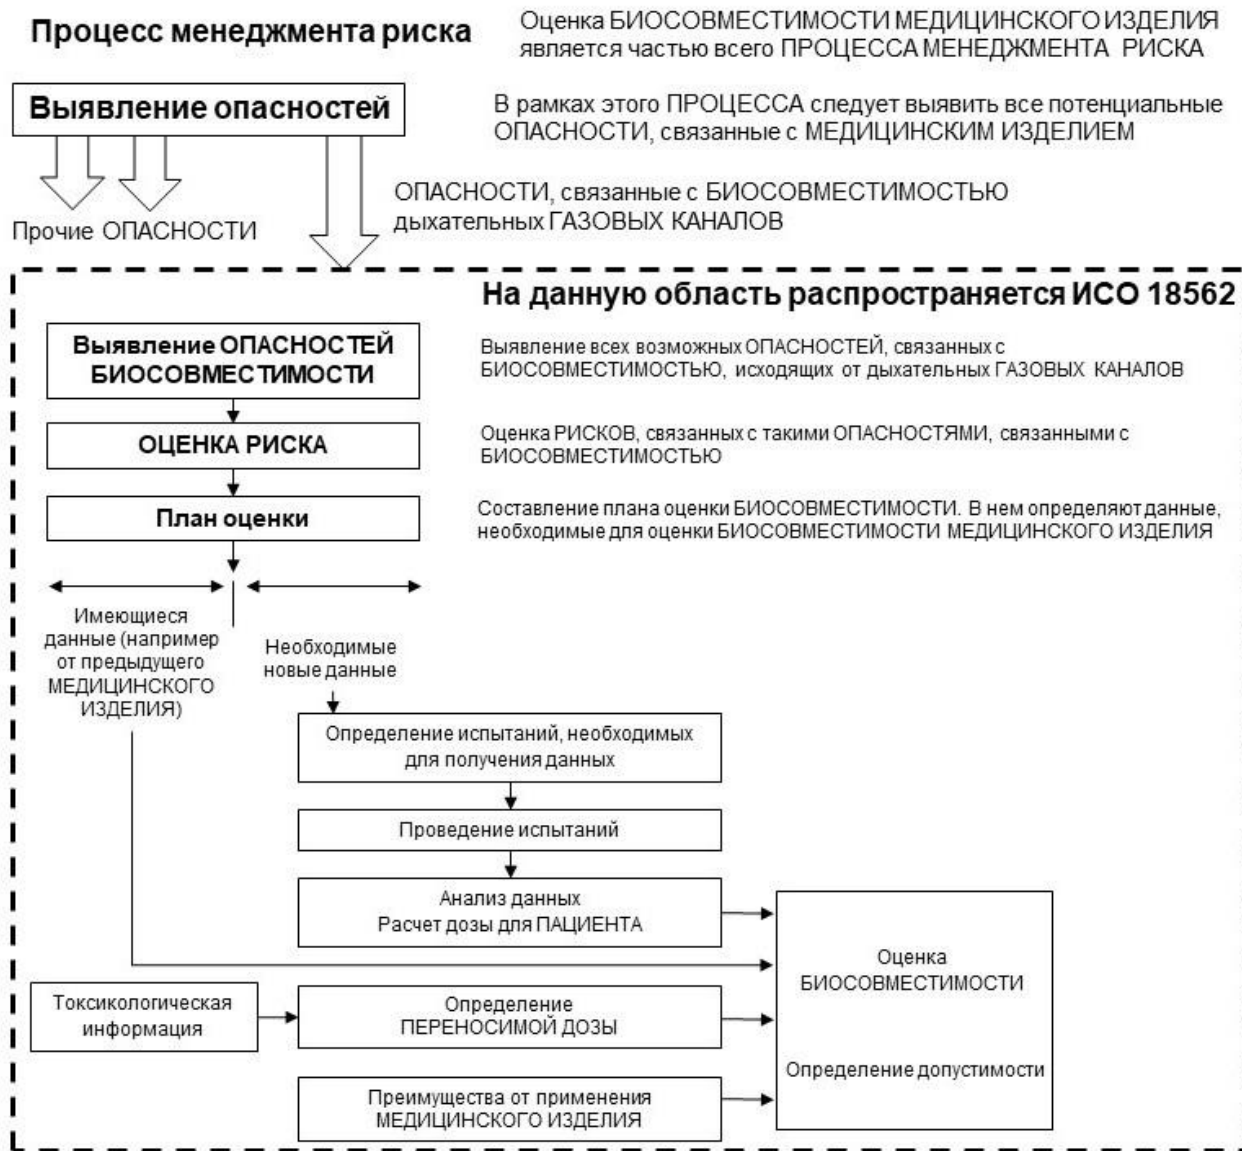 Процесс менеджмента риска
Оценка БИОСОВМЕСТИМОСТИ МЕДИЦИНСКОГО ИЗДЕЛИЯ
является частью всего ПРОЦЕССА МЕНЕДЖМЕНТА РИСКА
Выявление опасностей
В рамках этого ПРОЦЕССА следует выявить все потенциальные
ОПАСНОСТИ, связанные с МЕДИЦИНСКИМ ИЗДЕЛИЕМ
Прочие ОПАСНОСТИ
ОПАСНОСТИ, связанные с БИОСОВМЕСТИМОСТЬЮ
дыхательных ГАЗОВЫХ КАНАЛОВ
На данную область распространяется ИСО 18562
Выявление ОПАСНОСТЕЙ
БИОСОВМЕСТИМОСТИ
Выявление всех возможных ОПАСНОСТЕЙ, связанных с
БИОСОВМЕСТИМОСТЬЮ, исходящих от дыхательных ГАЗОВЫХ КАНАЛОВ
ОЦЕНКА РИСКА
Оценка РИСКОВ, связанных с такими ОПАСНОСТЯМИ, связанными с
БИОСОВМЕСТИМОСТЬЮ
План оценки
Составление плана оценки БИОСОВМЕСТИМОСТИ. В нем определяют данные,
необходимые для оценки БИОСОВМЕСТИМОСТИ МЕДИЦИНСКОГО ИЗДЕЛИЯ
Имеющиеся
данные (например
от предыдущего
МЕДИЦИНСКОГО
ИЗДЕЛИЯ)
Необходимые
новые данные
Определение испытаний, необходимых
для получения данных
Проведение испытаний
Анализ данных
Расчет дозы для ПАЦИЕНТА
Оценка
БИОСОВМЕСТИМОСТИ
Определение допустимости
Токсикологическая
информация
Определение
ПЕРЕНОСИМОЙ ДОЗЫ
Преимущества от применения
МЕДИЦИНСКОГО ИЗДЕЛИЯ